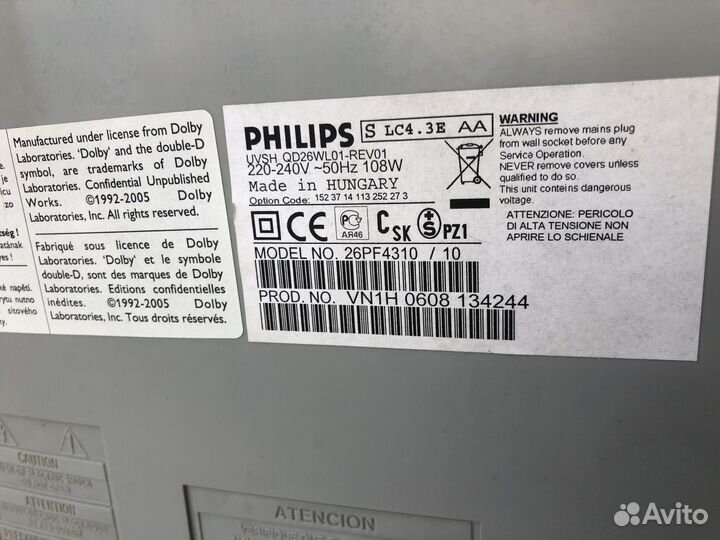 Manufactured under license from Dolby
Laboratories. 'Dolby' and the double-D
symbol, are trademarks of Dolby
Laboratories. Confidential Unpublished
Works. ©1992-2005 Dolby
Laboratories, Inc. All rights reserved.
Fabriqué sous licence de Dolby
Laboratories. 'Dolby' et le symbole
double-D, sont des marques de Dolby
Laboratories. Editions confidentielles
inédites. ©1992-2005 Dolby
Laboratories, Inc. Tous droits réservés.
PHILIPS
S LC4.3E AA
UVSH QD26WL01-REV01
220-240V ~50Hz 108W
Made in HUNGARY
Option Code: 152 37 14 113 252 27 3
CE
АЯ46
C SK
S
PZ1
MODEL NO. 26PF4310 / 10
PROD. NO. VN1H 0608 134244
WARNING
ALWAYS remove mains plug
from wall socket before any
Service Operation.
NEVER remove covers unless
qualified to do so.
This unit contains dangerous
voltage.
ATTENZIONE: PERICOLO
DI ALTA TENSIONE NON
APRIRE LO SCHIENALE
CAUTION
ATTENTION
ATENCION
Avito